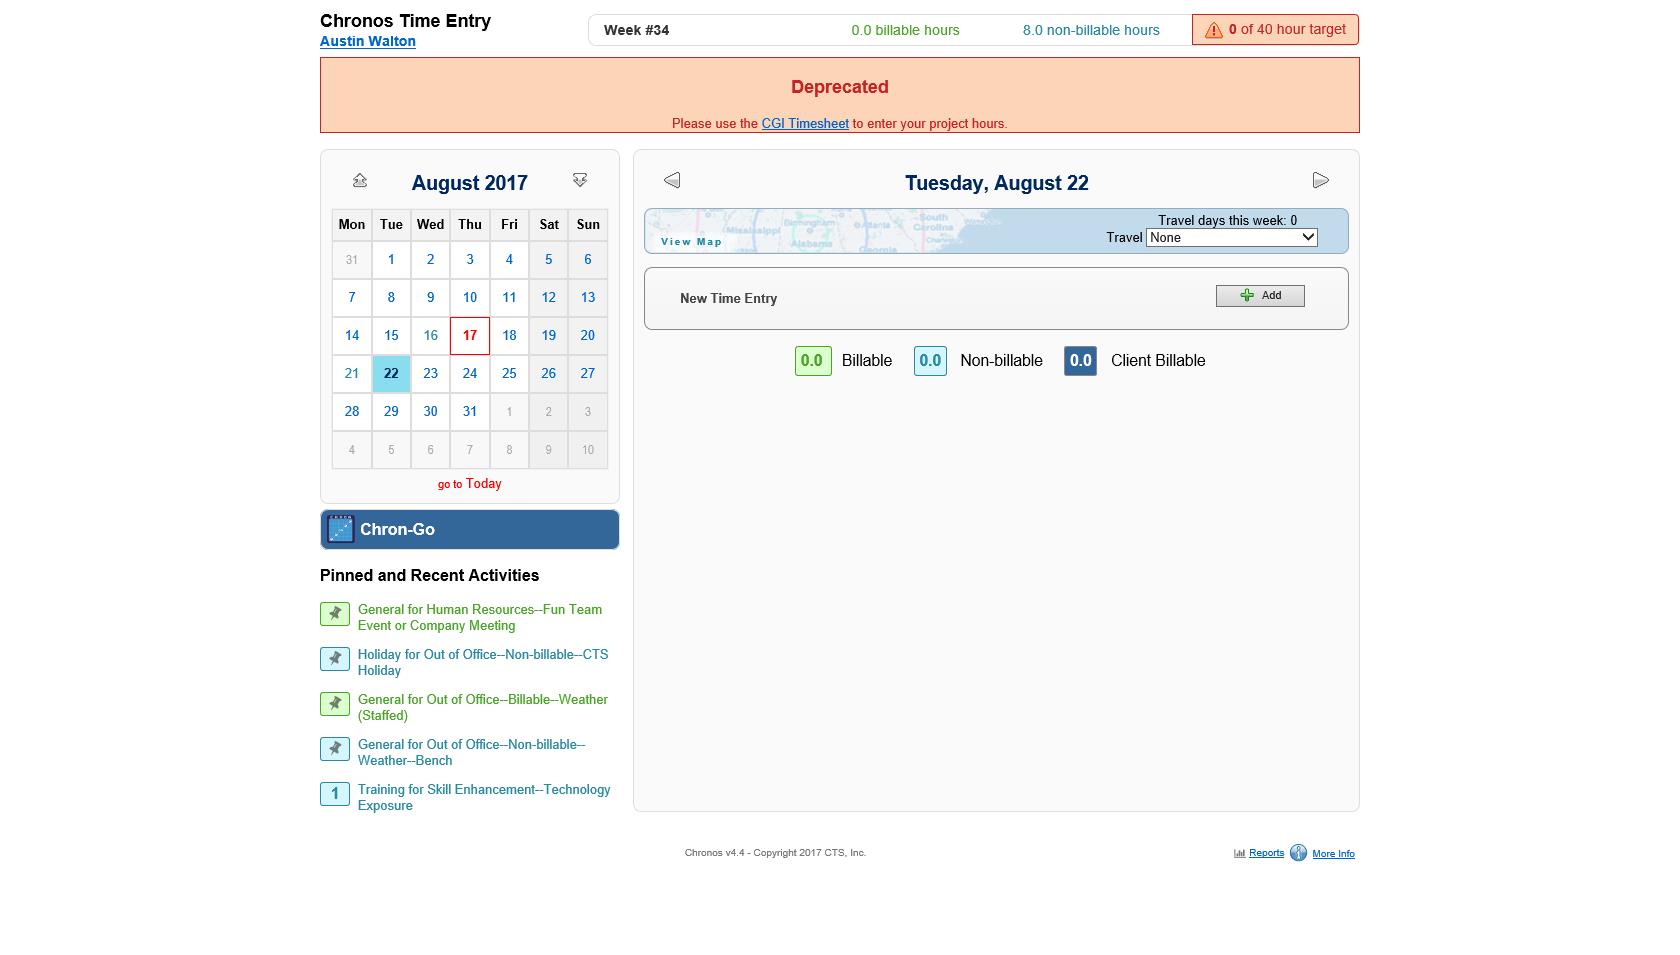 Chronos Time Entry
Austin Walton
Week #34 0.0 billable hours 8.0 non-billable hours 0 of 40 hour target
Deprecated
Please use the CGI Timesheet to enter your project hours.
August 2017
Mon Tue Wed Thu Fri Sat Sun
31 1 2 3 4 5 6
7 8 9 10 11 12 13
14 15 16 17 18 19 20
21 22 23 24 25 26 27
28 29 30 31 1 2 3
4 5 6 7 8 9 10
go to Today
Chron-Go
Pinned and Recent Activities
General for Human Resources--Fun Team
Event or Company Meeting
Holiday for Out of Office--Non-billable--CTS
Holiday
General for Out of Office--Billable--Weather
(Staffed)
General for Out of Office--Non-billable--
Weather--Bench
1 Training for Skill Enhancement--Technology
Exposure
Tuesday, August 22
Mississippi Birmingham Alabama Atlanta Georgia South Carolina
View Map
Travel days this week: 0
Travel None
New Time Entry Add
0.0 Billable 0.0 Non-billable 0.0 Client Billable
Chronos v4.4 - Copyright 2017 CTS, Inc.
Reports More Info